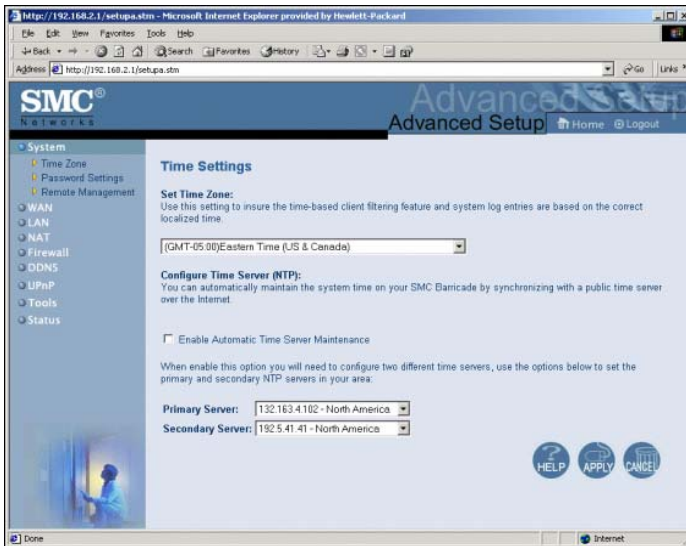 http://192.168.2.1/setupa.stm - Microsoft Internet Explorer provided by Hewlett-Packard
File Edit View Favorites Tools Help
Back Search Favorites History
Address http://192.168.2.1/setupa.stm Go Links
SMC®
Networks
Advanced Setup
Advanced Setup
Home Logout
System
Time Zone
Password Settings
Remote Management
WAN
LAN
NAT
Firewall
DDNS
UPnP
Tools
Status
Time Settings
Set Time Zone:
Use this setting to insure the time-based client filtering feature and system log entries are based on the correct
localized time.
(GMT-05:00)Eastern Time (US & Canada)
Configure Time Server (NTP):
You can automatically maintain the system time on your SMC Barricade by synchronizing with a public time server
over the Internet.
Enable Automatic Time Server Maintenance
When enable this option you will need to configure two different time servers, use the options below to set the
primary and secondary NTP servers in your area:
Primary Server: 132.163.4.102 - North America
Secondary Server: 192.5.41.41 - North America
HELP APPLY CANCEL
Done Internet